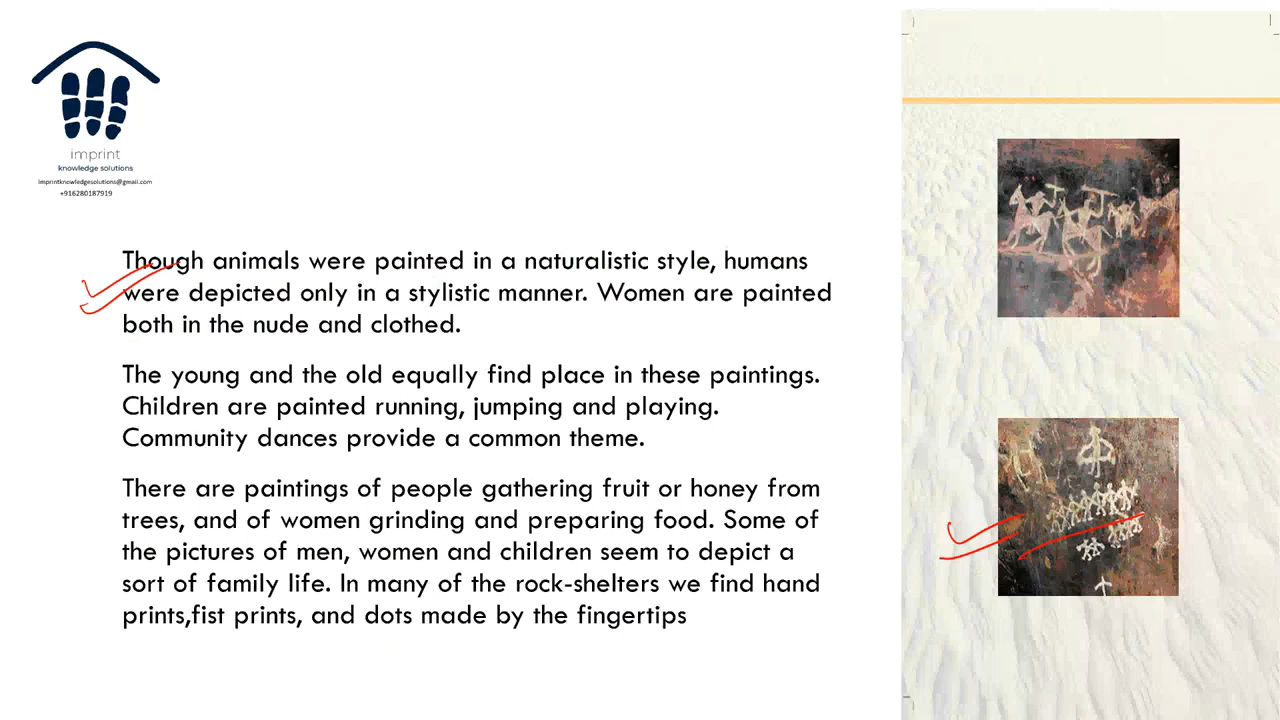 imprint
knowledge solutions
imprintknowledgesolutions@gmail.com
+916280187919
Though animals were painted in a naturalistic style, humans
were depicted only in a stylistic manner. Women are painted
both in the nude and clothed.
The young and the old equally find place in these paintings.
Children are painted running, jumping and playing.
Community dances provide a common theme.
There are paintings of people gathering fruit or honey from
trees, and of women grinding and preparing food. Some of
the pictures of men, women and children seem to depict a
sort of family life. In many of the rock-shelters we find hand
prints,fist prints, and dots made by the fingertips